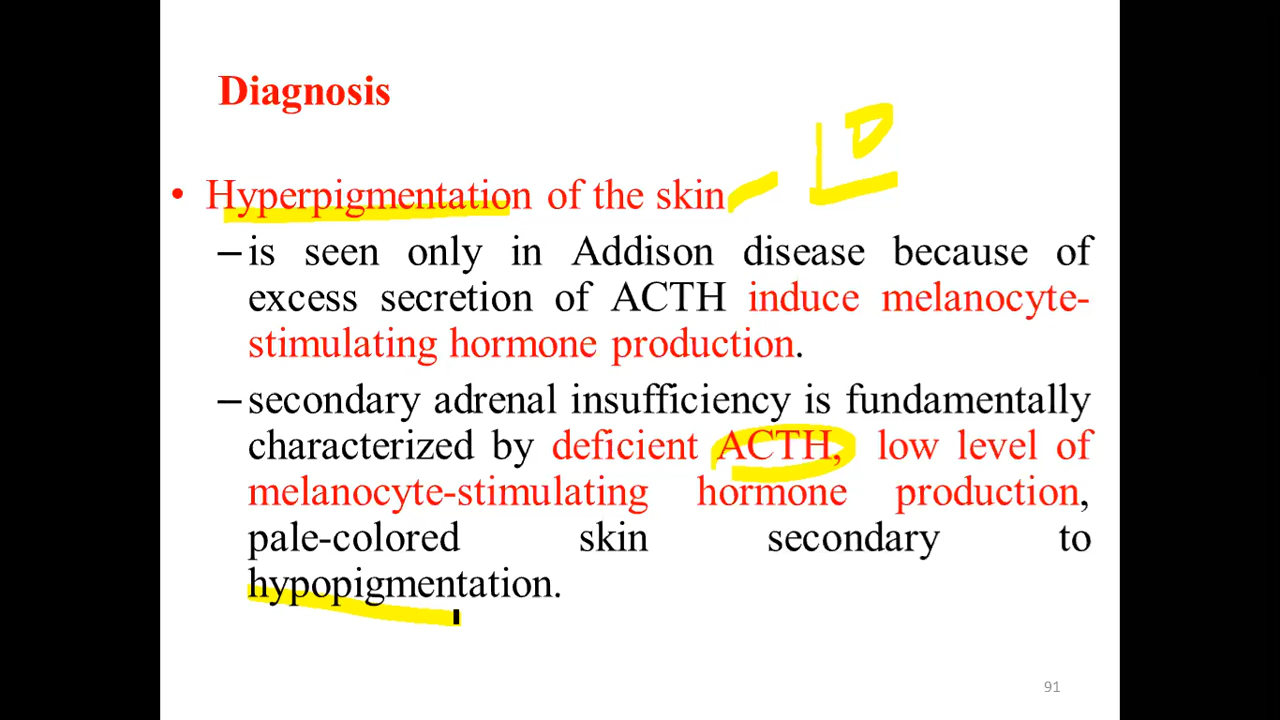 Diagnosis
• Hyperpigmentation of the skin
–is seen only in Addison disease because of
excess secretion of ACTH induce melanocyte-
stimulating hormone production.
–secondary adrenal insufficiency is fundamentally
characterized by deficient ACTH, low level of
melanocyte-stimulating hormone production,
pale-colored skin secondary to
hypopigmentation.
91